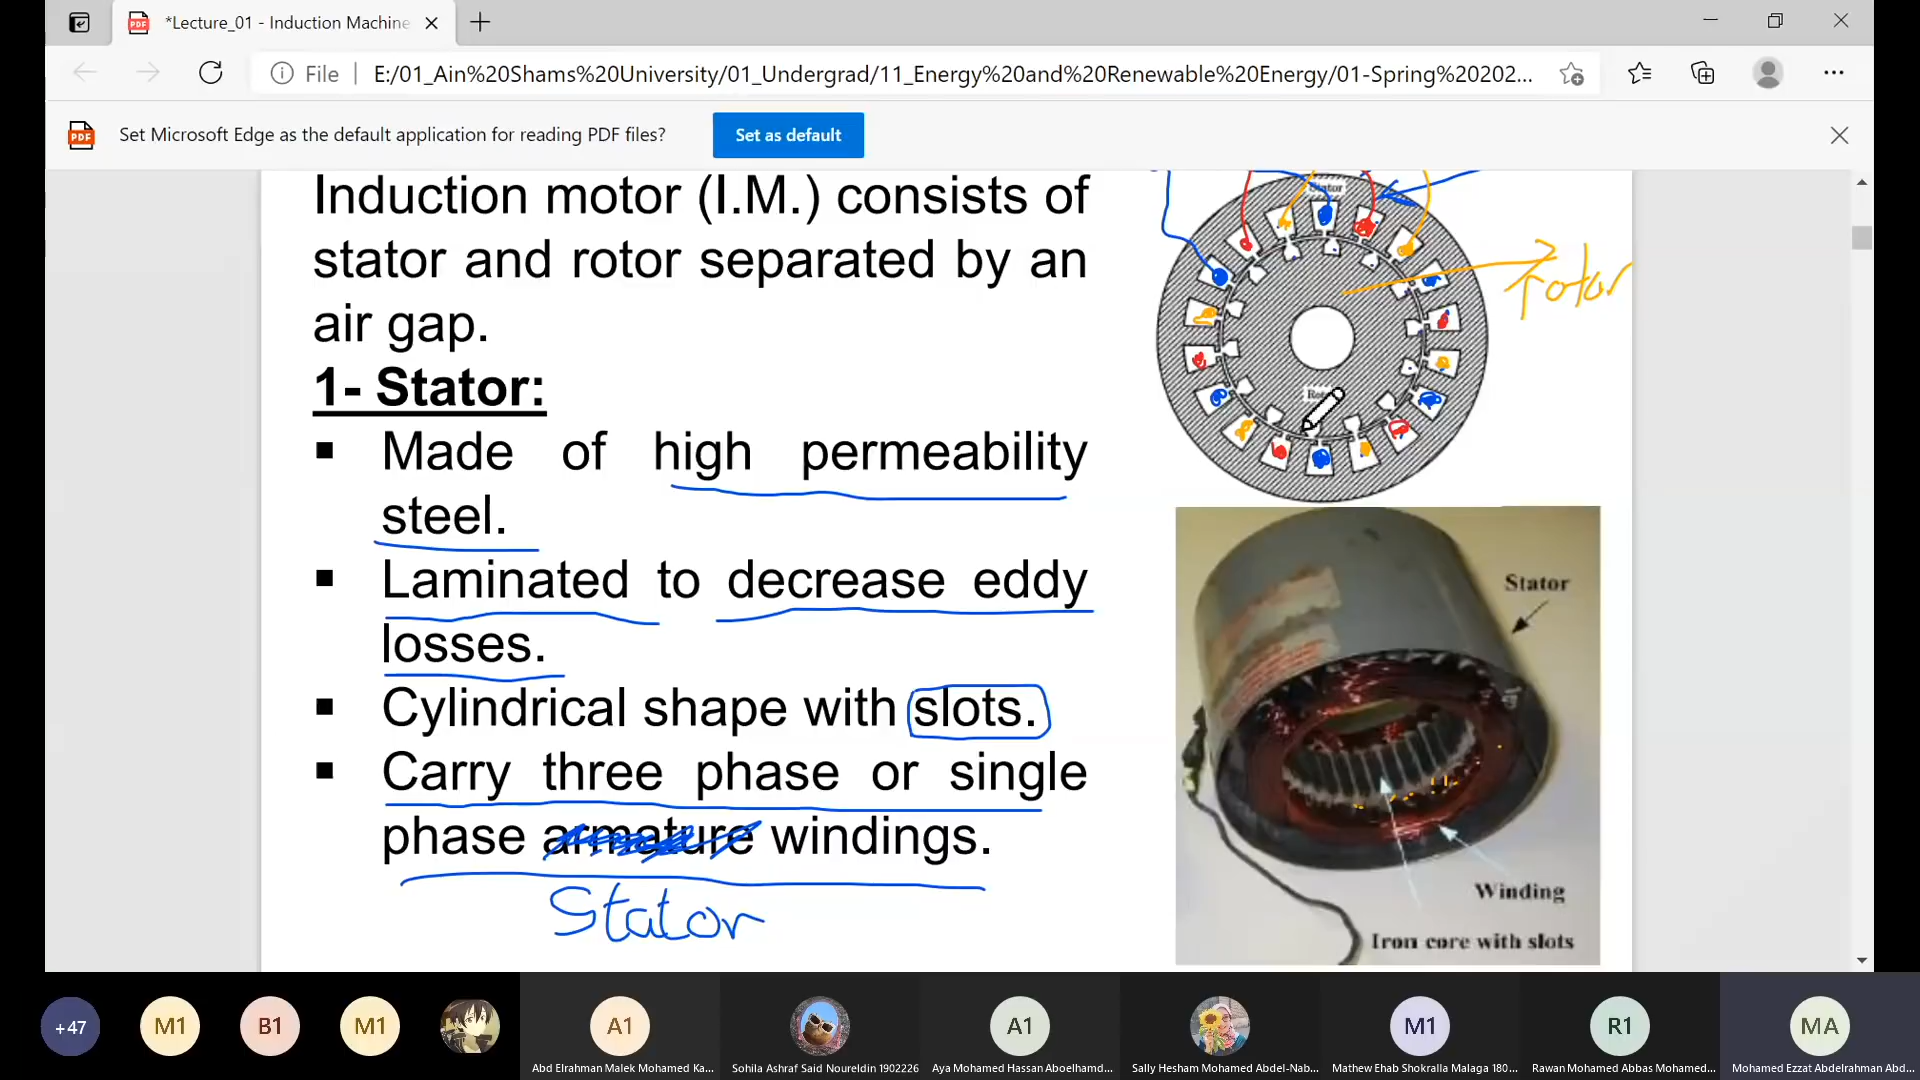 *Lecture_01 - Induction Machine
File
E:/01_Ain%20Shams%20University/01_Undergrad/11_Energy%20and%20Renewable%20Energy/01-Spring%20202...
PDF
Set Microsoft Edge as the default application for reading PDF files?
Set as default
Induction motor (I.M.) consists of
stator and rotor separated by an
air gap.
1- Stator:
▪ Made of high permeability
steel.
▪ Laminated to decrease eddy
losses.
▪ Cylindrical shape with slots.
▪ Carry three phase or single
phase armature windings.
Stator
Stator
rotor
Stator
Winding
Iron core with slots
+47
M1
B1
M1
A1
A1
M1
R1
MA
Abd Elrahman Malek Mohamed Ka...
Sohila Ashraf Said Noureldin 1902226
Aya Mohamed Hassan Aboelhamd...
Sally Hesham Mohamed Abdel-Nab...
Mathew Ehab Shokralla Malaga 180...
Rawan Mohamed Abbas Mohamed...
Mohamed Ezzat Abdelrahman Abd...